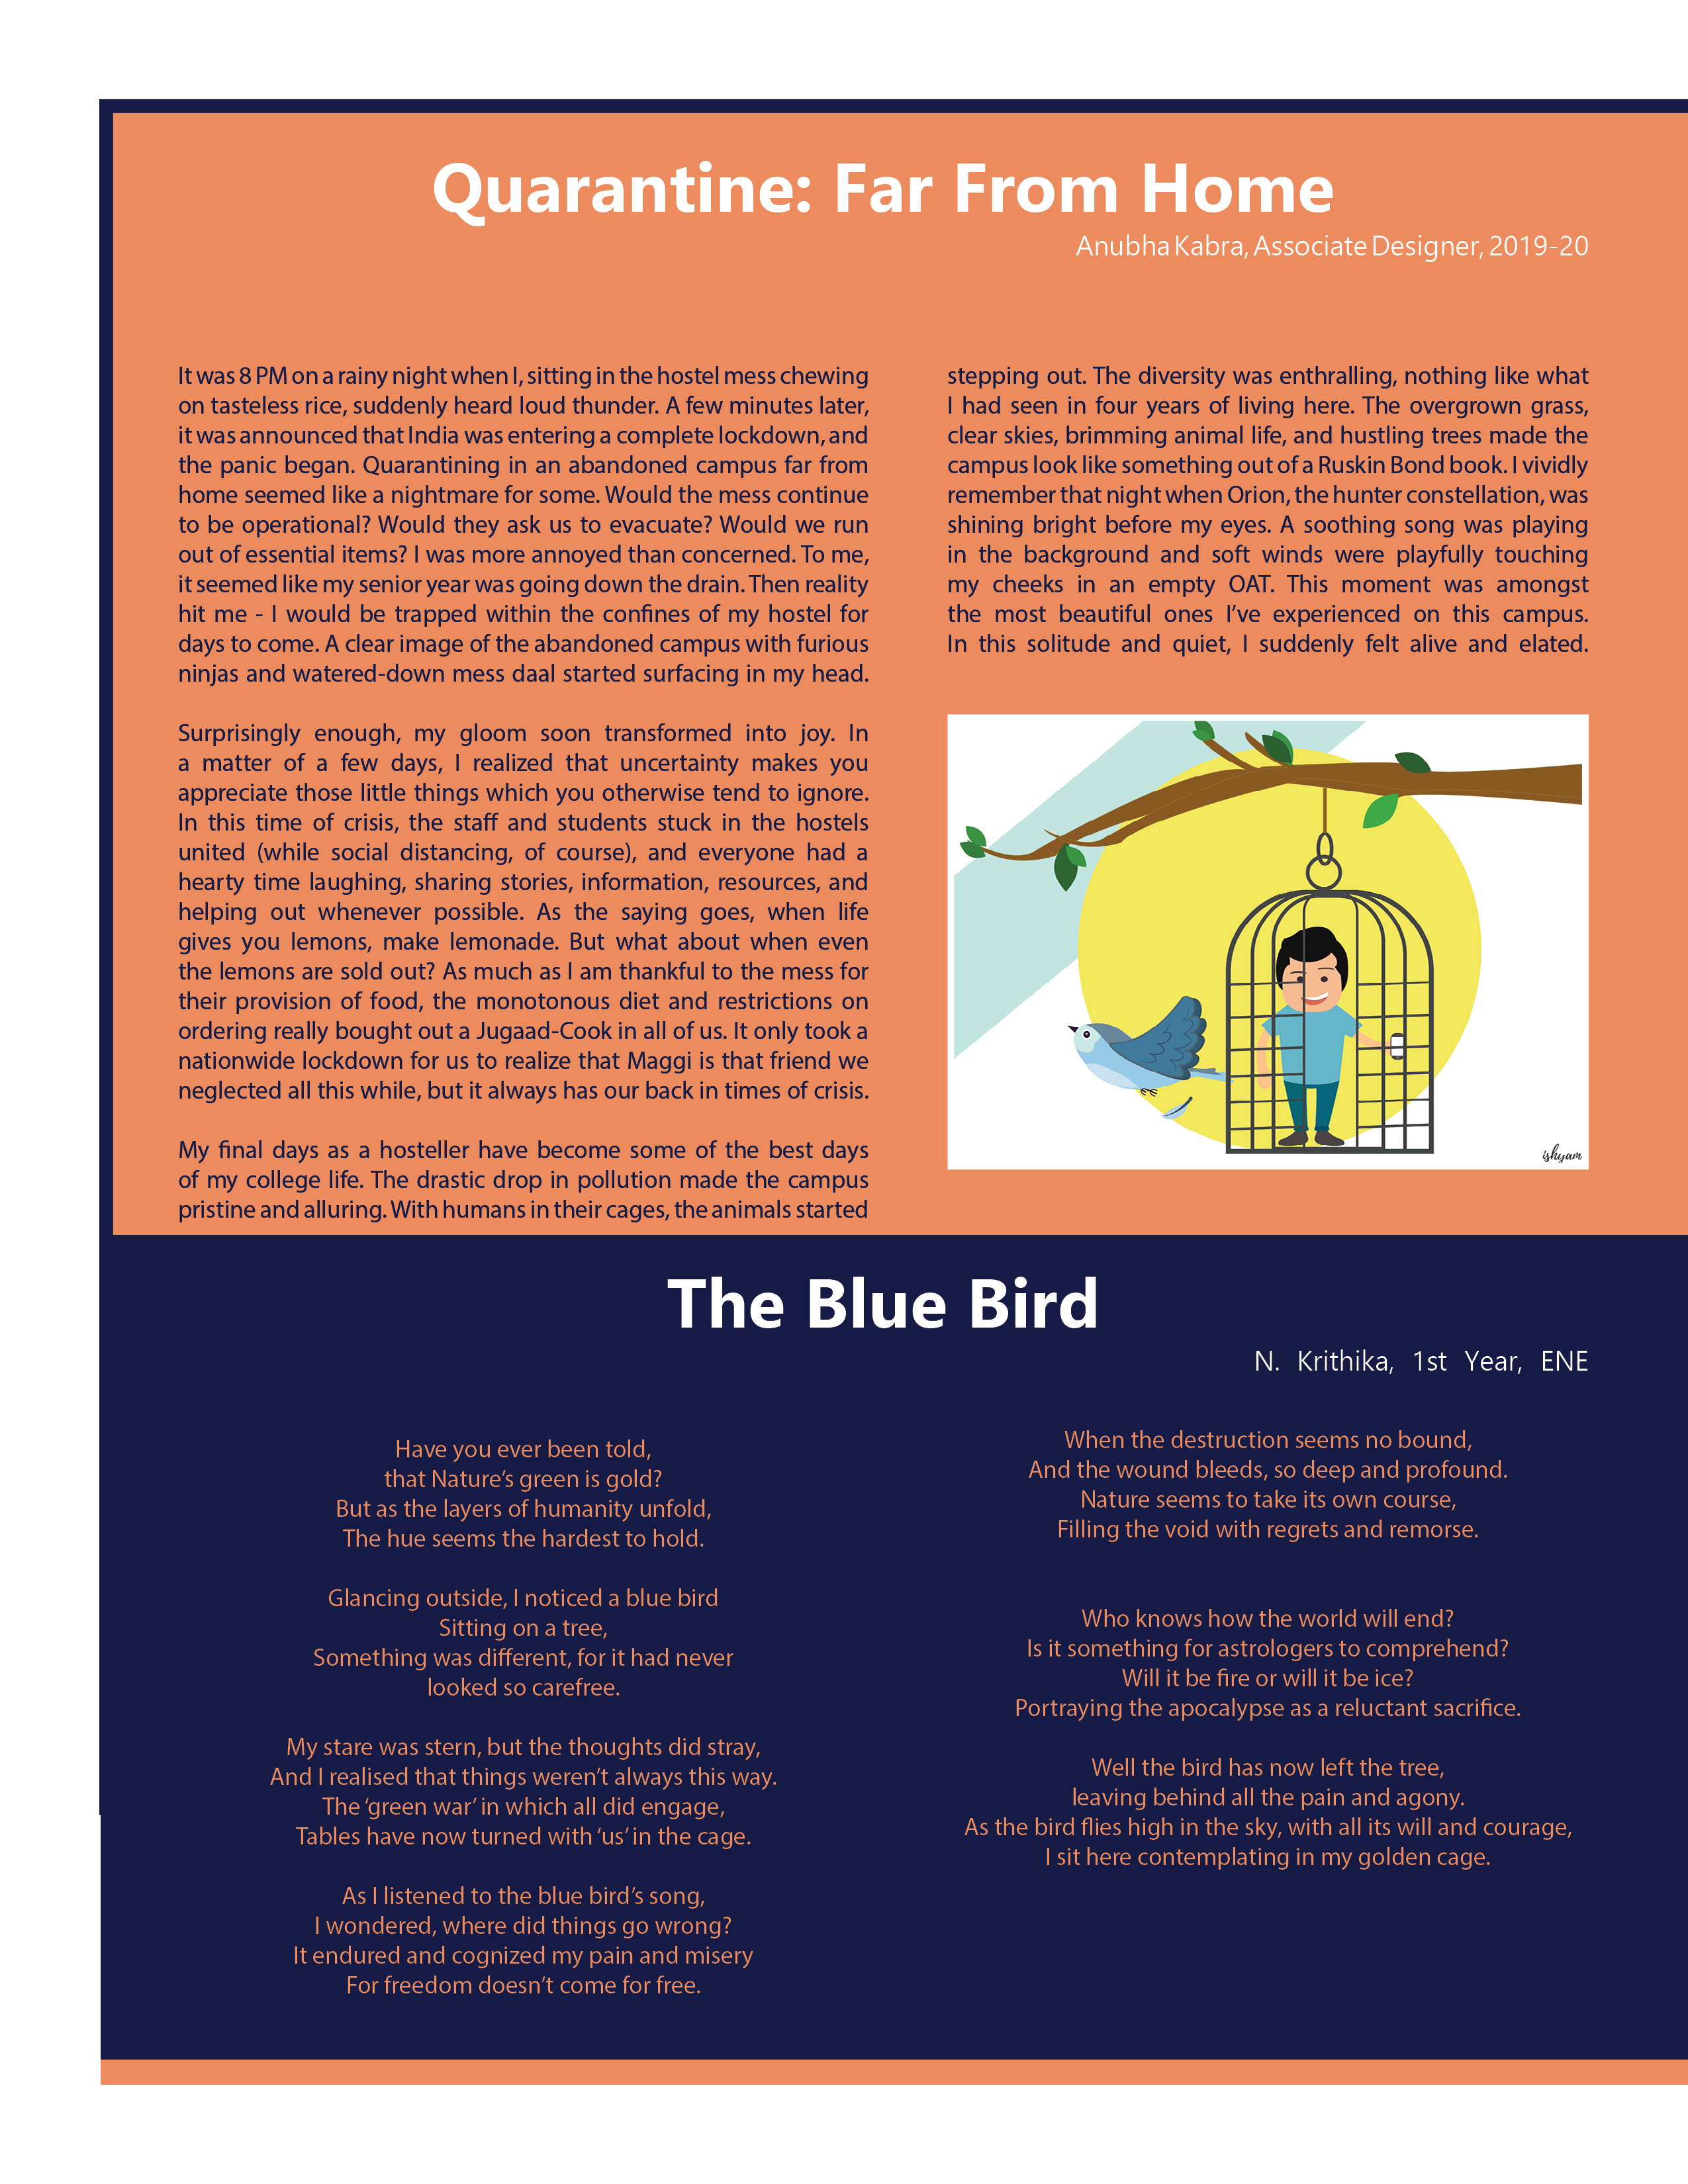 Quarantine: Far From Home
Anubha Kabra, Associate Designer, 2019-20
It was 8 PM on a rainy night when I, sitting in the hostel mess chewing
on tasteless rice, suddenly heard loud thunder. A few minutes later,
it was announced that India was entering a complete lockdown, and
the panic began. Quarantining in an abandoned campus far from
home seemed like a nightmare for some. Would the mess continue
to be operational? Would they ask us to evacuate? Would we run
out of essential items? I was more annoyed than concerned. To me,
it seemed like my senior year was going down the drain. Then reality
hit me - I would be trapped within the confines of my hostel for
days to come. A clear image of the abandoned campus with furious
ninjas and watered-down mess daal started surfacing in my head.
Surprisingly enough, my gloom soon transformed into joy. In
a matter of a few days, I realized that uncertainty makes you
appreciate those little things which you otherwise tend to ignore.
In this time of crisis, the staff and students stuck in the hostels
united (while social distancing, of course), and everyone had a
hearty time laughing, sharing stories, information, resources, and
helping out whenever possible. As the saying goes, when life
gives you lemons, make lemonade. But what about when even
the lemons are sold out? As much as I am thankful to the mess for
their provision of food, the monotonous diet and restrictions on
ordering really bought out a Jugaad-Cook in all of us. It only took a
nationwide lockdown for us to realize that Maggi is that friend we
neglected all this while, but it always has our back in times of crisis.
My final days as a hosteller have become some of the best days
of my college life. The drastic drop in pollution made the campus
pristine and alluring. With humans in their cages, the animals started
stepping out. The diversity was enthralling, nothing like what
I had seen in four years of living here. The overgrown grass,
clear skies, brimming animal life, and hustling trees made the
campus look like something out of a Ruskin Bond book. I vividly
remember that night when Orion, the hunter constellation, was
shining bright before my eyes. A soothing song was playing
in the background and soft winds were playfully touching
my cheeks in an empty OAT. This moment was amongst
the most beautiful ones I’ve experienced on this campus.
In this solitude and quiet, I suddenly felt alive and elated.
ishyam
The Blue Bird
N. Krithika, 1st Year, ENE
Have you ever been told,
that Nature’s green is gold?
But as the layers of humanity unfold,
The hue seems the hardest to hold.
Glancing outside, I noticed a blue bird
Sitting on a tree,
Something was different, for it had never
looked so carefree.
My stare was stern, but the thoughts did stray,
And I realised that things weren’t always this way.
The ‘green war’ in which all did engage,
Tables have now turned with ‘us’ in the cage.
As I listened to the blue bird’s song,
I wondered, where did things go wrong?
It endured and cognized my pain and misery
For freedom doesn’t come for free.
When the destruction seems no bound,
And the wound bleeds, so deep and profound.
Nature seems to take its own course,
Filling the void with regrets and remorse.
Who knows how the world will end?
Is it something for astrologers to comprehend?
Will it be fire or will it be ice?
Portraying the apocalypse as a reluctant sacrifice.
Well the bird has now left the tree,
leaving behind all the pain and agony.
As the bird flies high in the sky, with all its will and courage,
I sit here contemplating in my golden cage.